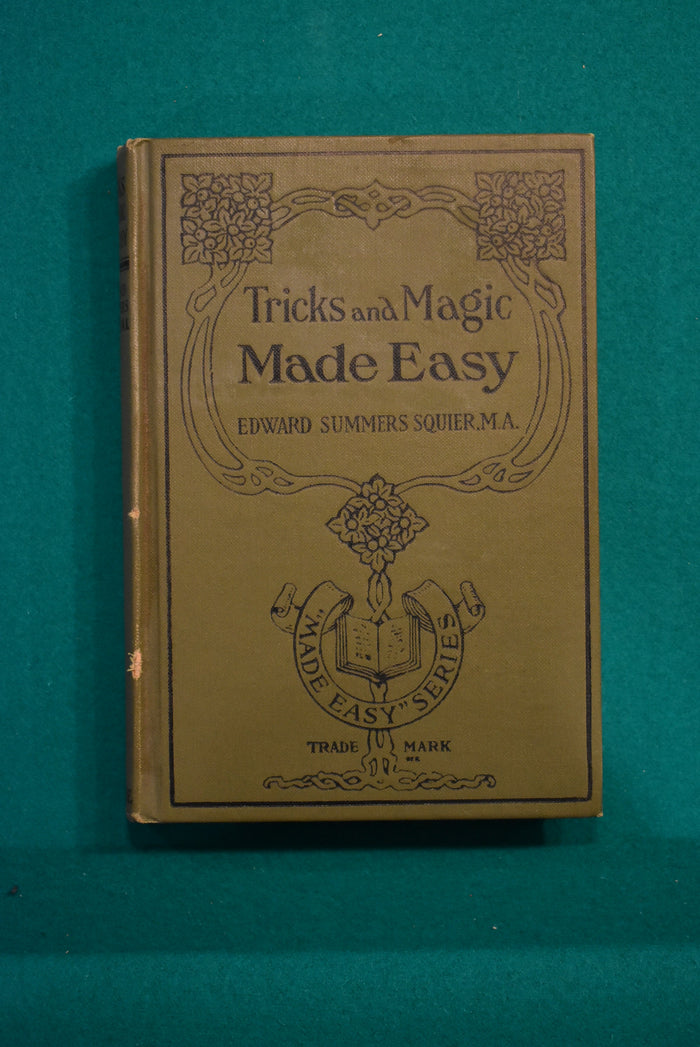 Tricks and Magic
Made Easy
EDWARD SUMMERS SQUIER, M.A.
"MADE EASY" SERIES
TRADE MARK